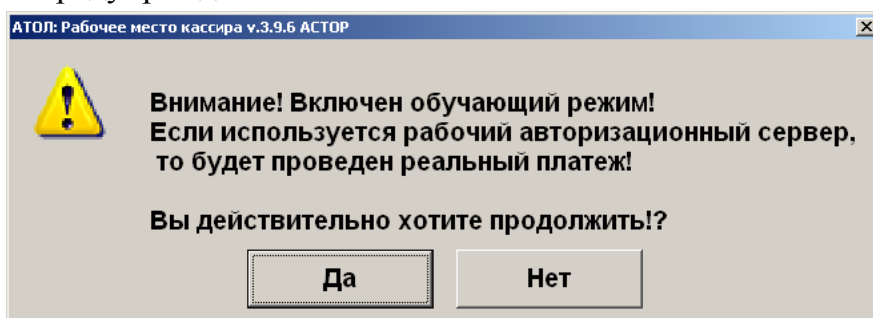 АТОЛ: Рабочее место кассира v.3.9.6 АСТОР
Внимание! Включен обучающий режим!
Если используется рабочий авторизационный сервер,
то будет проведен реальный платеж!
Вы действительно хотите продолжить!?
Да Нет